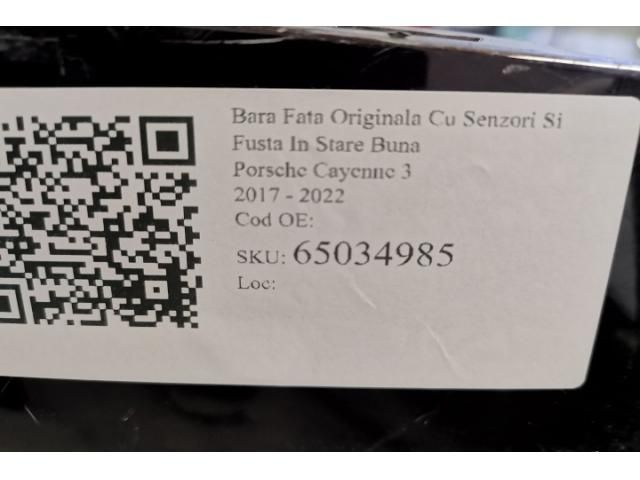 Bara Fata Originala Cu Senzori Si
Fusta In Stare Buna
Porsche Cayenne 3
2017 - 2022
Cod OE:
SKU: 65034985
Loc: